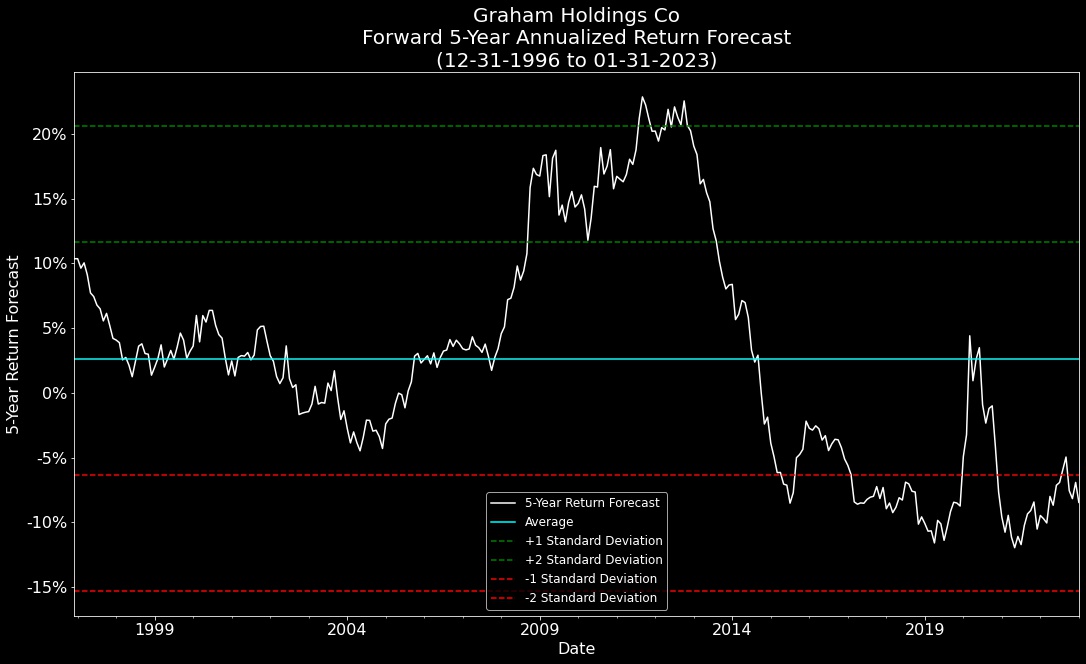 Graham Holdings Co
Forward 5-Year Annualized Return Forecast
(12-31-1996 to 01-31-2023)
5-Year Return Forecast
20%
15%
10%
5%
0%
-5%
-10%
-15%
5-Year Return Forecast
Average
+1 Standard Deviation
+2 Standard Deviation
-1 Standard Deviation
-2 Standard Deviation
1999
2004
2009
2014
2019
Date